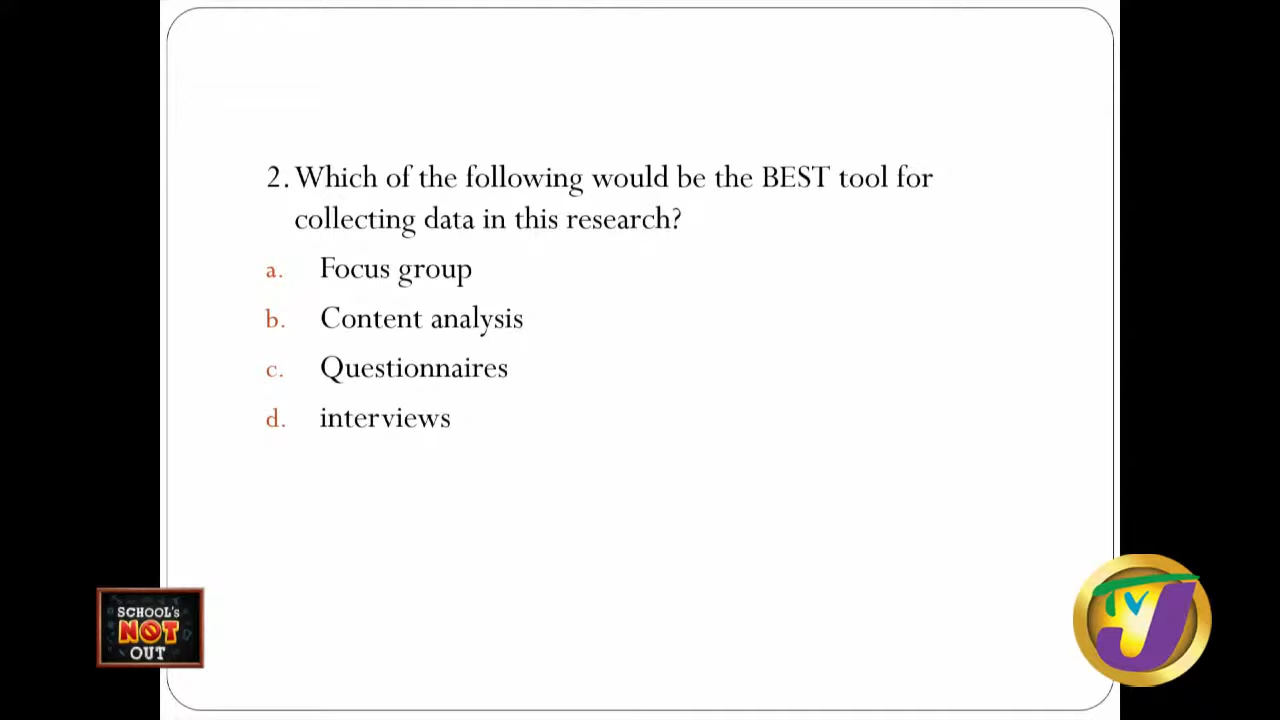 2. Which of the following would be the BEST tool for
collecting data in this research?
a. Focus group
b. Content analysis
c. Questionnaires
d. interviews
SCHOOL'S
NOT
OUT
TVJ